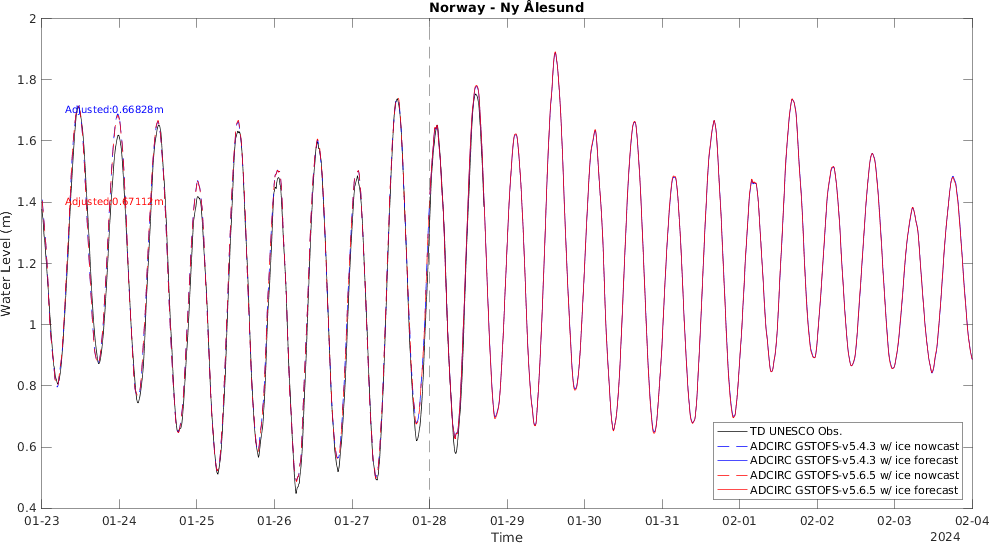 Norway - Ny Ålesund
2
1.8
1.6
1.4
1.2
1
0.8
0.6
0.4
Water Level (m)
Adjusted:0.66828m
Adjusted:0.67112m
TD UNESCO Obs.
ADCIRC GSTOFS-v5.4.3 w/ ice nowcast
ADCIRC GSTOFS-v5.4.3 w/ ice forecast
ADCIRC GSTOFS-v5.6.5 w/ ice nowcast
ADCIRC GSTOFS-v5.6.5 w/ ice forecast
01-23 01-24 01-25 01-26 01-27 01-28 01-29 01-30 01-31 02-01 02-02 02-03 02-04
Time
2024